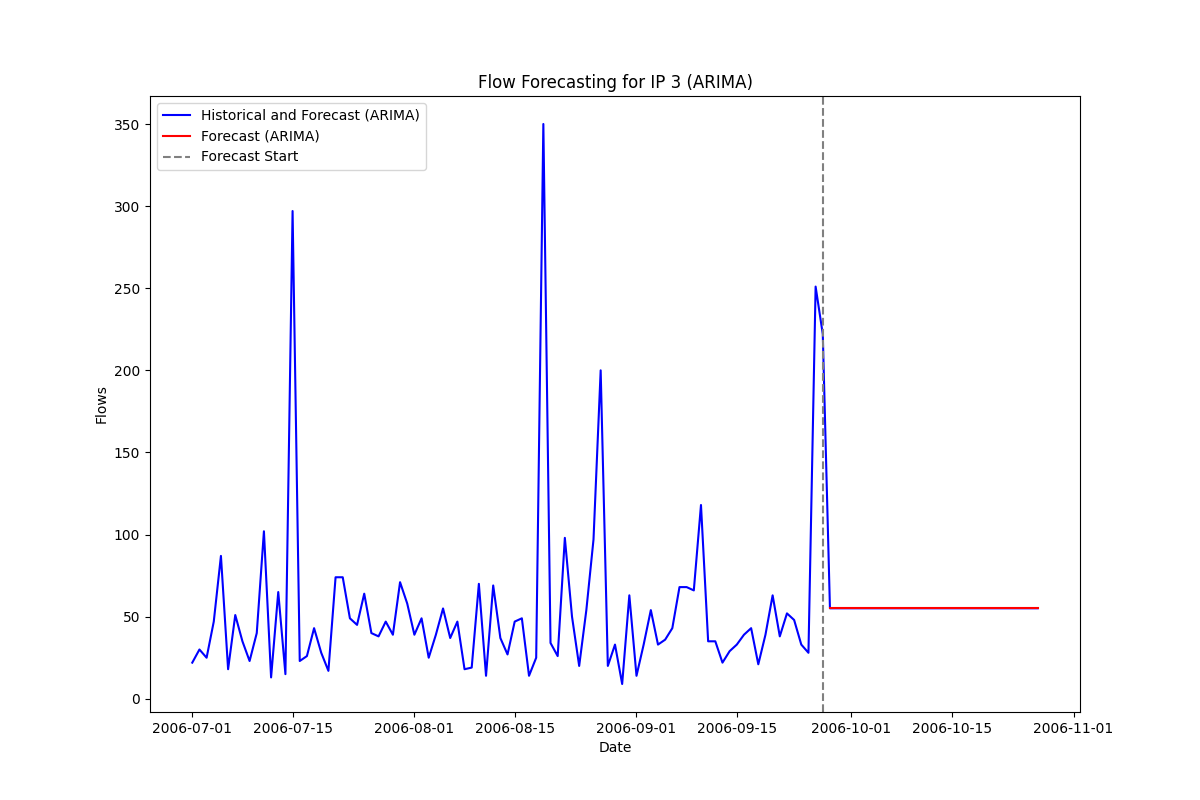 Flow Forecasting for IP 3 (ARIMA)
Historical and Forecast (ARIMA)
Forecast (ARIMA)
Forecast Start
350
300
250
200
150
100
50
0
Flows
2006-07-01 2006-07-15 2006-08-01 2006-08-15 2006-09-01 2006-09-15 2006-10-01 2006-10-15 2006-11-01
Date